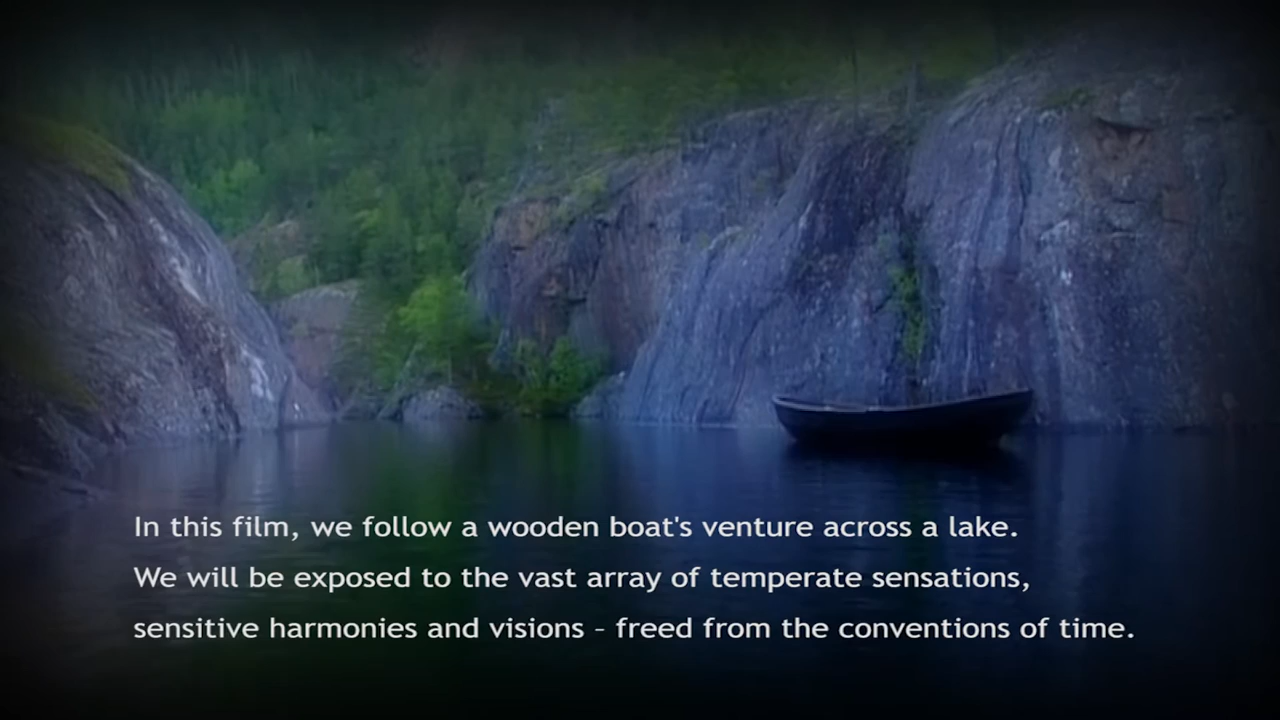 In this film, we follow a wooden boat's venture across a lake.
We will be exposed to the vast array of temperate sensations,
sensitive harmonies and visions – freed from the conventions of time.